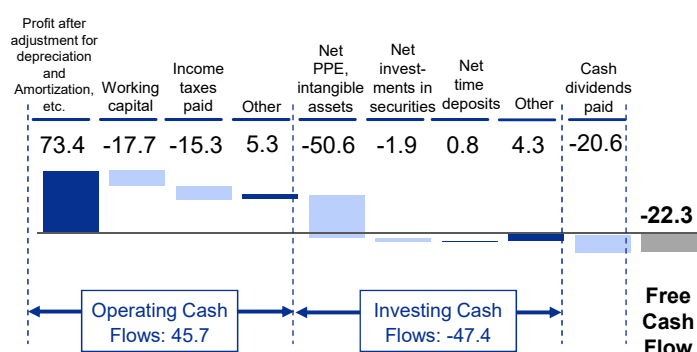 Profit after
adjustment for
depreciation
and
Amortization,
etc.
Working
capital
Income
taxes
paid
Other
Net
PPE,
intangible
assets
Net
invest-
ments in
securities
Net
time
deposits
Other
Cash
dividends
paid
73.4 -17.7 -15.3 5.3 -50.6 -1.9 0.8 4.3 -20.6
-22.3
Operating Cash
Flows: 45.7
Investing Cash
Flows: -47.4
Free
Cash
Flow